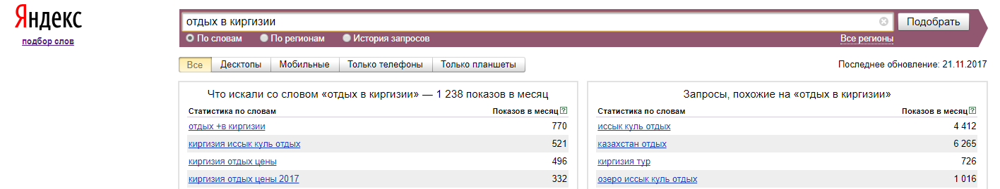 Яндекс
подбор слов
отдых в киргизии
Подобрать
По словам По регионам История запросов Все регионы
Все Десктопы Мобильные Только телефоны Только планшеты
Последнее обновление: 21.11.2017
Что искали со словом «отдых в киргизии» — 1 238 показов в месяц
Статистика по словам Показов в месяц ?
отдых +в киргизии 770
киргизия иссык куль отдых 521
киргизия отдых цены 496
киргизия отдых цены 2017 332
Запросы, похожие на «отдых в киргизии»
Статистика по словам Показов в месяц ?
иссык куль отдых 4 412
казахстан отдых 6 265
киргизия тур 726
озеро иссык куль отдых 1 016